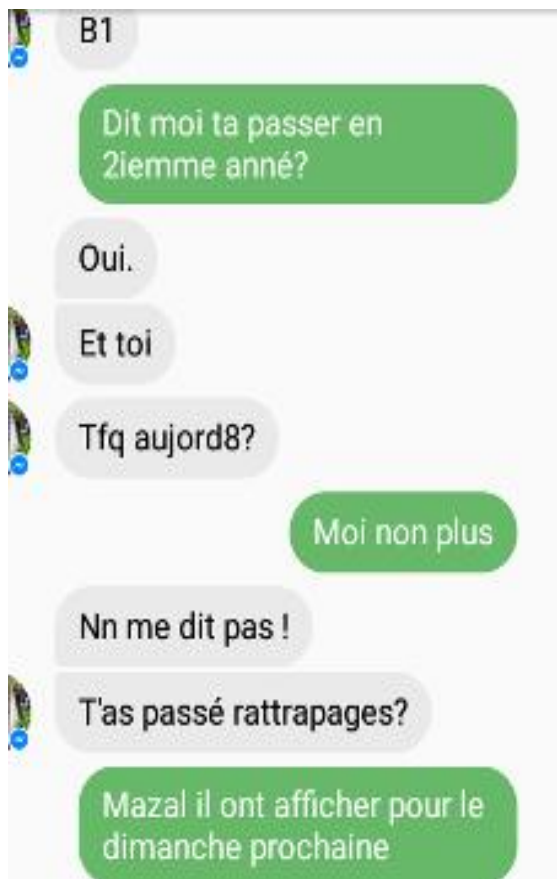 B1
Dit moi ta passer en
2iemme anné?
Oui.
Et toi
Tfq aujord8?
Moi non plus
Nn me dit pas !
T'as passé rattrapages?
Mazal il ont afficher pour le
dimanche prochaine